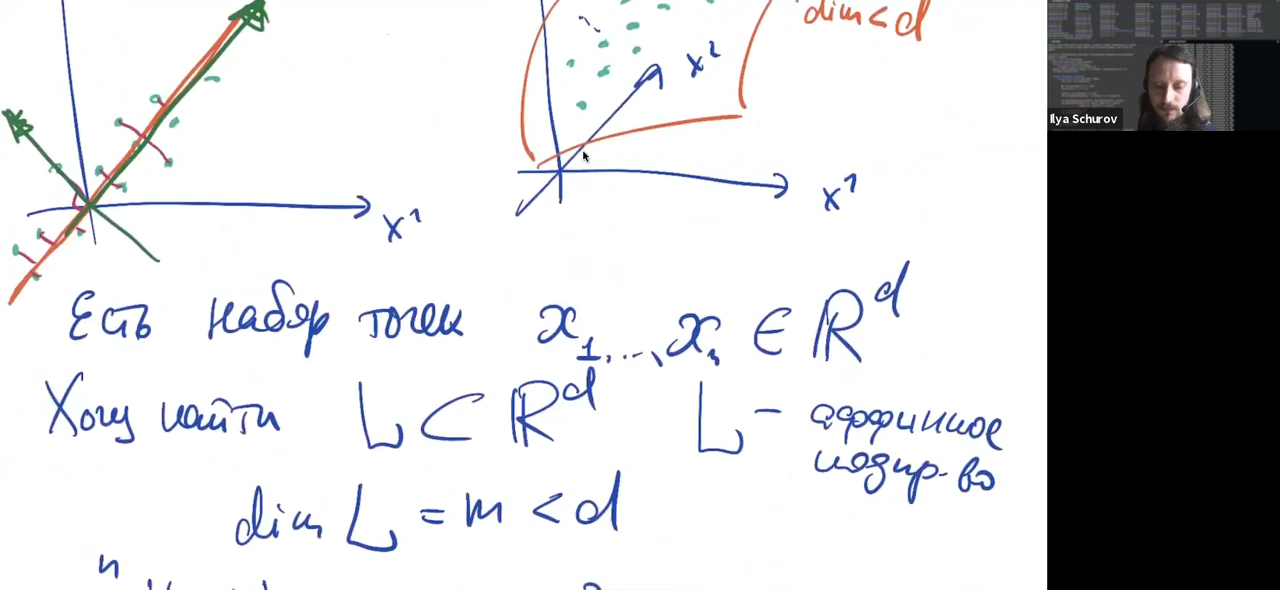 dim < d
x²
x¹
x¹
Ilya Schurov
Есть набор точек x₁,...,xₙ ∈ ℝᵈ
Хочу найти L ⊂ ℝᵈ L – аффинное
подпр-во
dim L = m < d
n